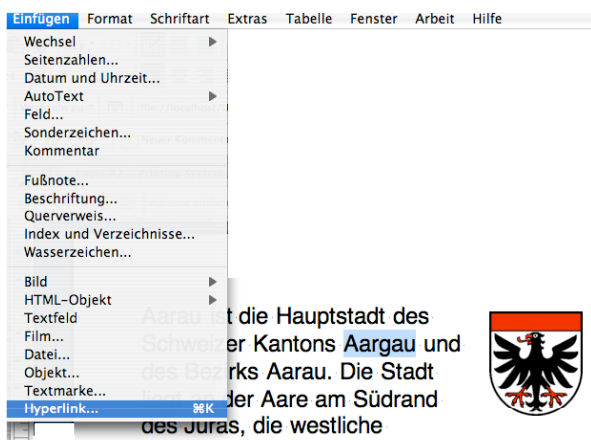 Einfügen Format Schriftart Extras Tabelle Fenster Arbeit Hilfe
Wechsel
Seitenzahlen...
Datum und Uhrzeit...
AutoText
Feld...
Sonderzeichen...
Kommentar
Fußnote...
Beschriftung...
Querverweis...
Index und Verzeichnisse...
Wasserzeichen...
Bild
HTML-Objekt
Textfeld
Film...
Datei...
Objekt...
Textmarke...
Hyperlink... ⌘K
Aarau ist die Hauptstadt des
Schweizer Kantons Aargau und
des Bezirks Aarau. Die Stadt
liegt an der Aare am Südrand
des Juras, die westliche